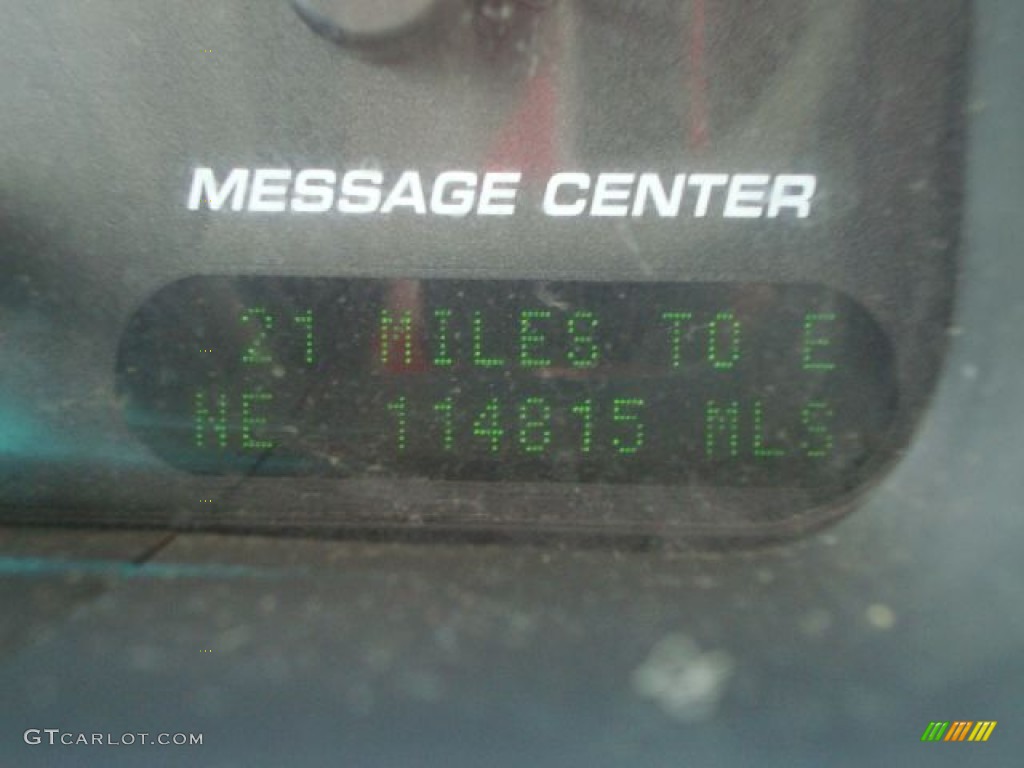 MESSAGE CENTER
21 MILES TO E
NE 114815 MLS
GTCARLOT.COM